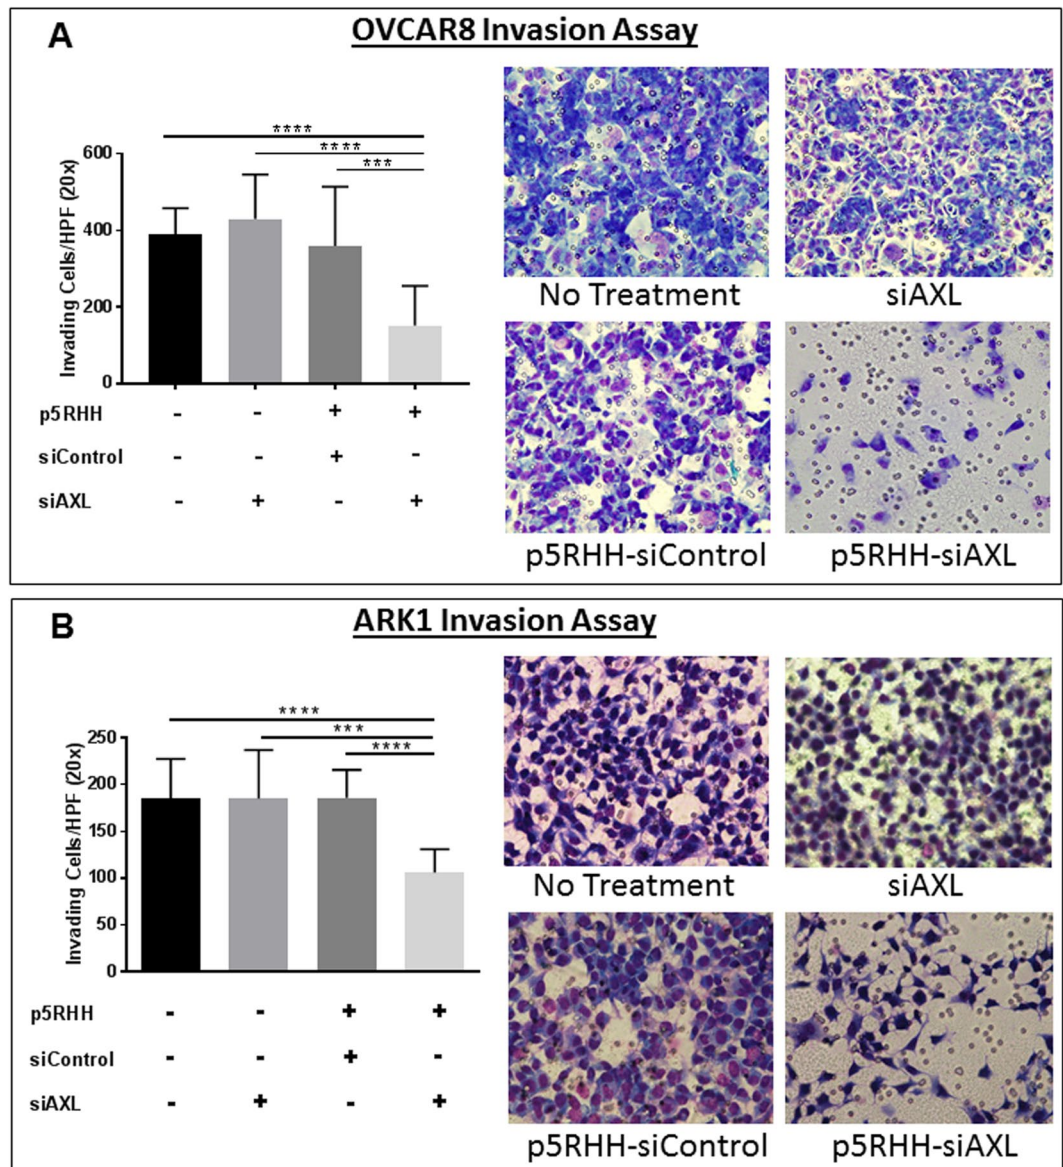 A
OVCAR8 Invasion Assay
****
****
***
600
400
200
0
Invading Cells/HPF (20x)
p5RHH - - + +
siControl - - + -
siAXL - + - +
No Treatment
siAXL
p5RHH-siControl
p5RHH-siAXL
B
ARK1 Invasion Assay
****
***
****
250
200
150
100
50
0
Invading Cells/HPF (20x)
p5RHH - - + +
siControl - - + -
siAXL - + - +
No Treatment
siAXL
p5RHH-siControl
p5RHH-siAXL